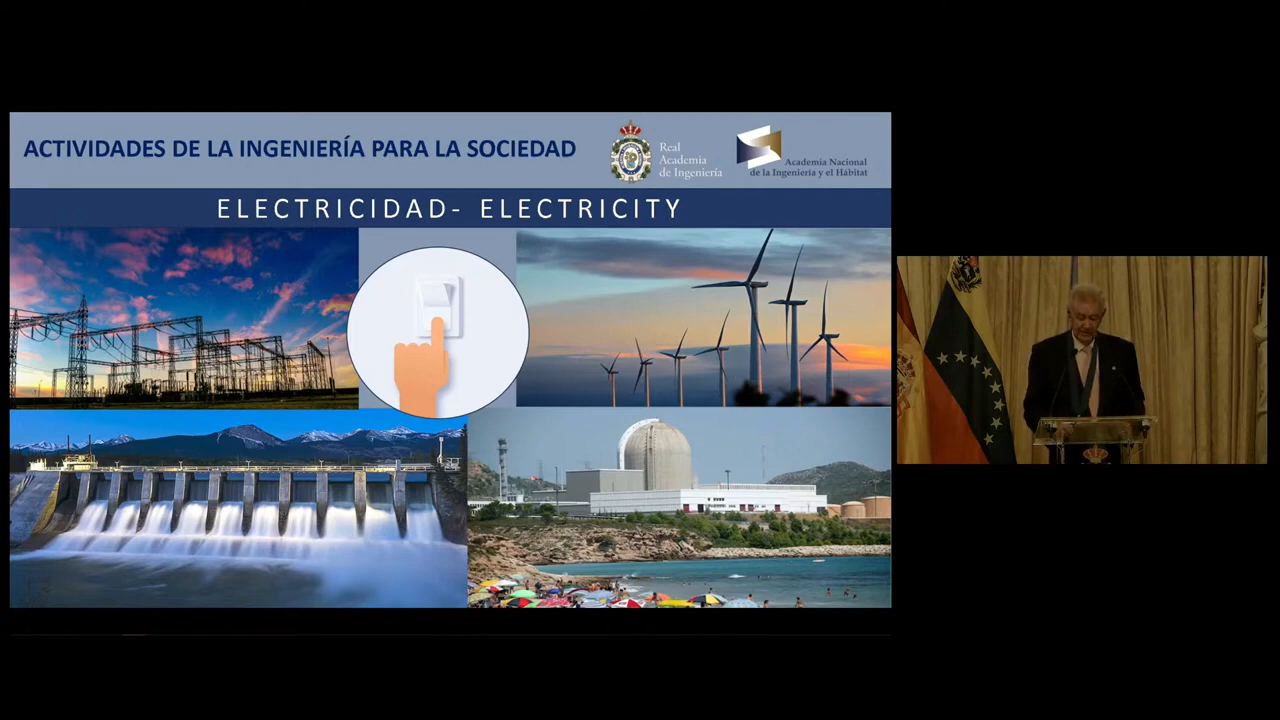 ACTIVIDADES DE LA INGENIERÍA PARA LA SOCIEDAD
Real
Academia
de Ingeniería
Academia Nacional
de la Ingeniería y el Hábitat
ELECTRICIDAD- ELECTRICITY